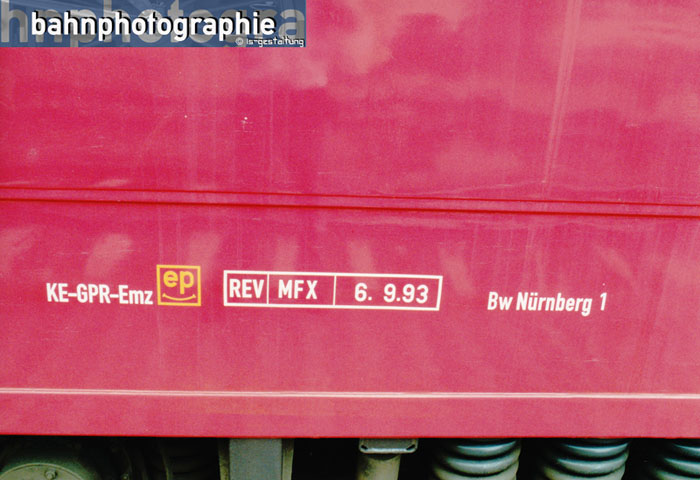 bahnphotographie
© is-gestaltung
KE-GPR-Emz ep REV MFX 6. 9.93 Bw Nürnberg 1